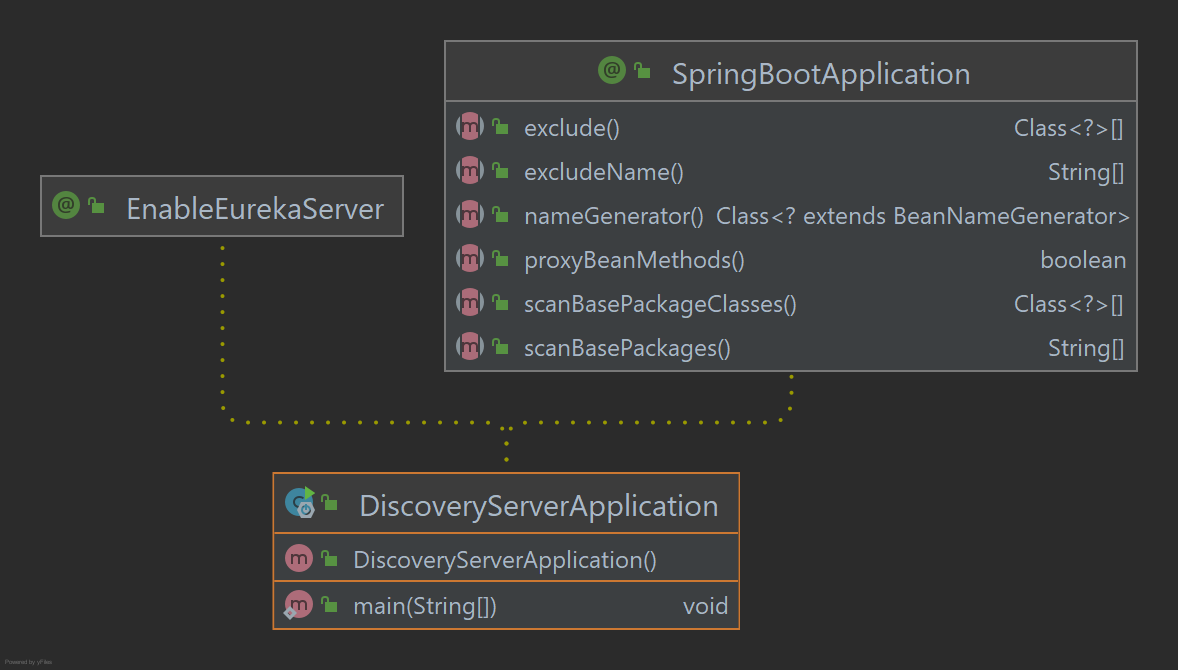 SpringBootApplication
exclude() Class<?>[]
excludeName() String[]
nameGenerator() Class<? extends BeanNameGenerator>
proxyBeanMethods() boolean
scanBasePackageClasses() Class<?>[]
scanBasePackages() String[]
EnableEurekaServer
DiscoveryServerApplication
DiscoveryServerApplication()
main(String[]) void
Powered by yFiles